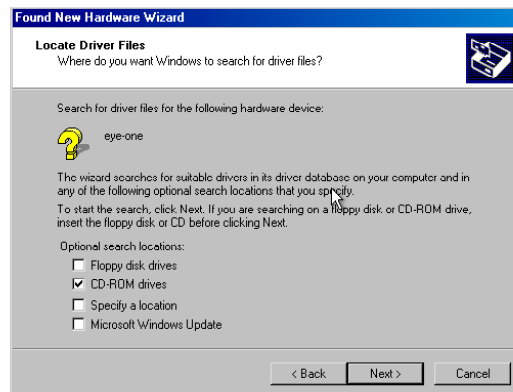 Found New Hardware Wizard
Locate Driver Files
Where do you want Windows to search for driver files?
Search for driver files for the following hardware device:
eye-one
The wizard searches for suitable drivers in its driver database on your computer and in
any of the following optional search locations that you specify.
To start the search, click Next. If you are searching on a floppy disk or CD-ROM drive,
insert the floppy disk or CD before clicking Next.
Optional search locations:
Floppy disk drives
CD-ROM drives
Specify a location
Microsoft Windows Update
< Back Next > Cancel